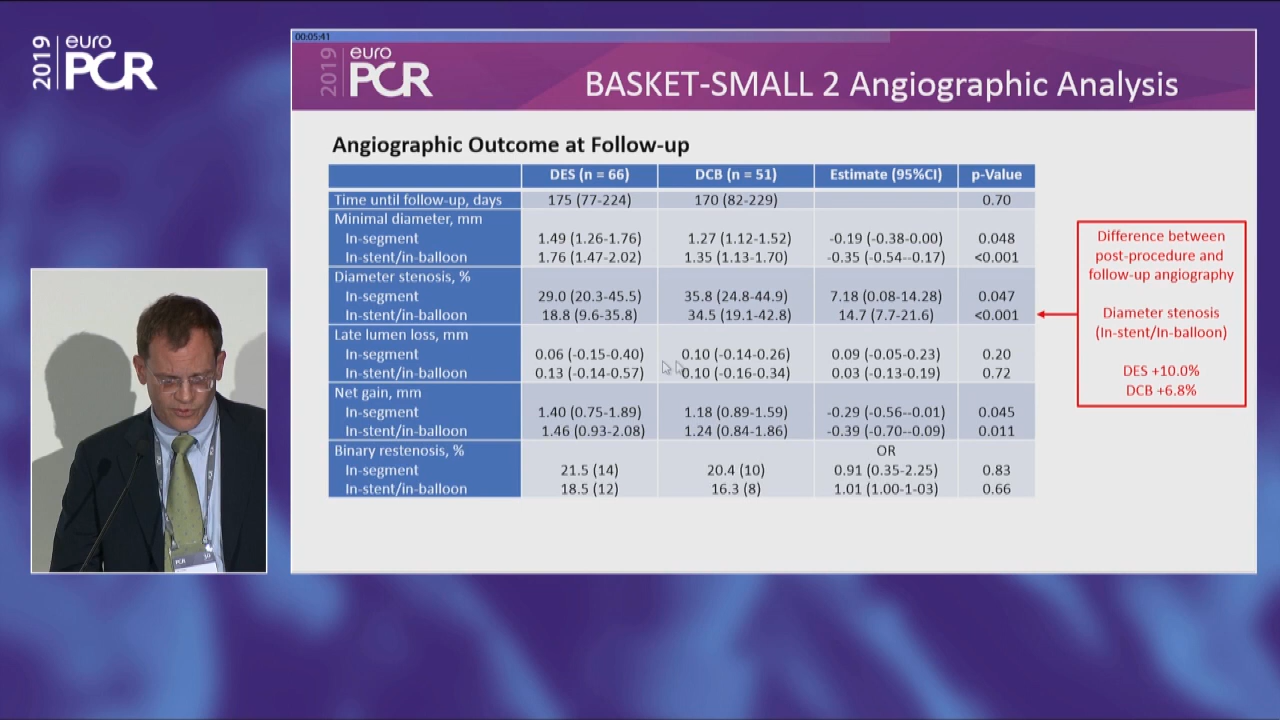 2019 euro PCR
00:05:41
2019 euro PCR
BASKET-SMALL 2 Angiographic Analysis
Angiographic Outcome at Follow-up
DES (n = 66) DCB (n = 51) Estimate (95%CI) p-Value
Time until follow-up, days 175 (77-224) 170 (82-229) 0.70
Minimal diameter, mm
In-segment 1.49 (1.26-1.76) 1.27 (1.12-1.52) -0.19 (-0.38-0.00) 0.048
In-stent/in-balloon 1.76 (1.47-2.02) 1.35 (1.13-1.70) -0.35 (-0.54--0.17) <0.001
Diameter stenosis, %
In-segment 29.0 (20.3-45.5) 35.8 (24.8-44.9) 7.18 (0.08-14.28) 0.047
In-stent/in-balloon 18.8 (9.6-35.8) 34.5 (19.1-42.8) 14.7 (7.7-21.6) <0.001
Late lumen loss, mm
In-segment 0.06 (-0.15-0.40) 0.10 (-0.14-0.26) 0.09 (-0.05-0.23) 0.20
In-stent/in-balloon 0.13 (-0.14-0.57) 0.10 (-0.16-0.34) 0.03 (-0.13-0.19) 0.72
Net gain, mm
In-segment 1.40 (0.75-1.89) 1.18 (0.89-1.59) -0.29 (-0.56--0.01) 0.045
In-stent/in-balloon 1.46 (0.93-2.08) 1.24 (0.84-1.86) -0.39 (-0.70--0.09) 0.011
Binary restenosis, % OR
In-segment 21.5 (14) 20.4 (10) 0.91 (0.35-2.25) 0.83
In-stent/in-balloon 18.5 (12) 16.3 (8) 1.01 (1.00-1-03) 0.66
Difference between
post-procedure and
follow-up angiography
Diameter stenosis
(In-stent/In-balloon)
DES +10.0%
DCB +6.8%
PCR